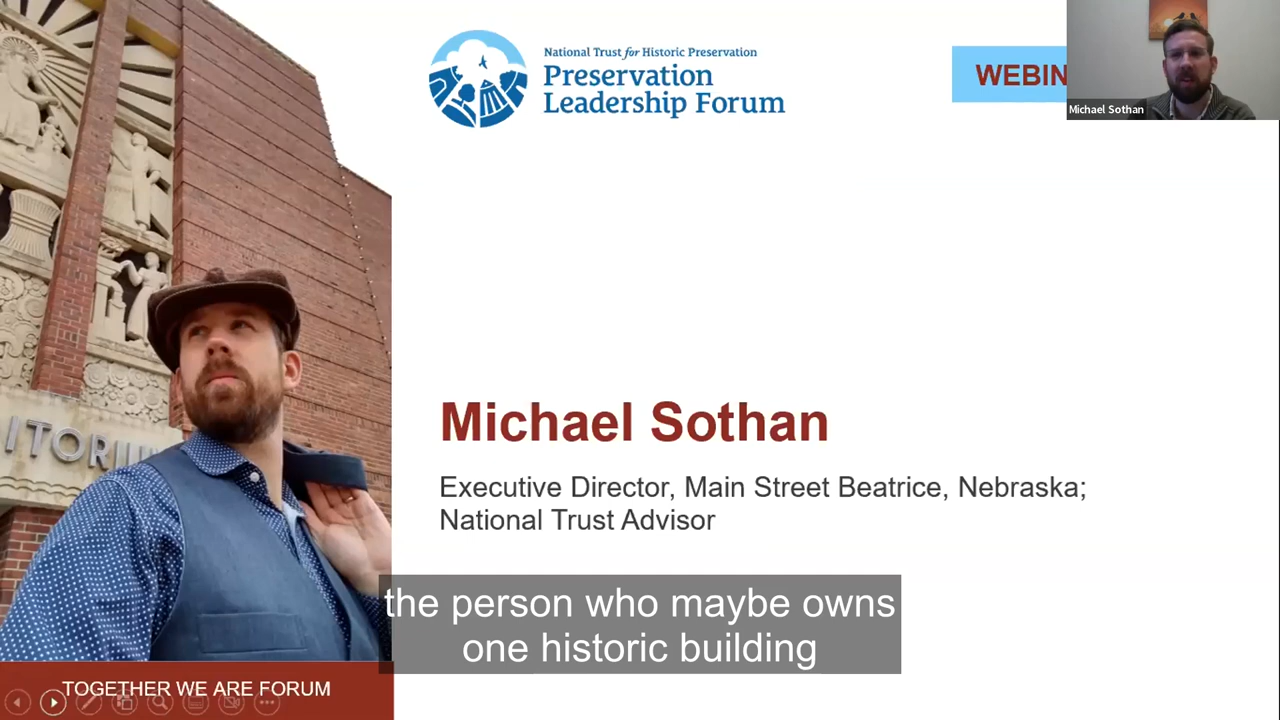 National Trust for Historic Preservation
Preservation
Leadership Forum
WEBIN
Michael Sothan
ITORIU
Michael Sothan
Executive Director, Main Street Beatrice, Nebraska;
National Trust Advisor
the person who maybe owns
one historic building
TOGETHER WE ARE FORUM